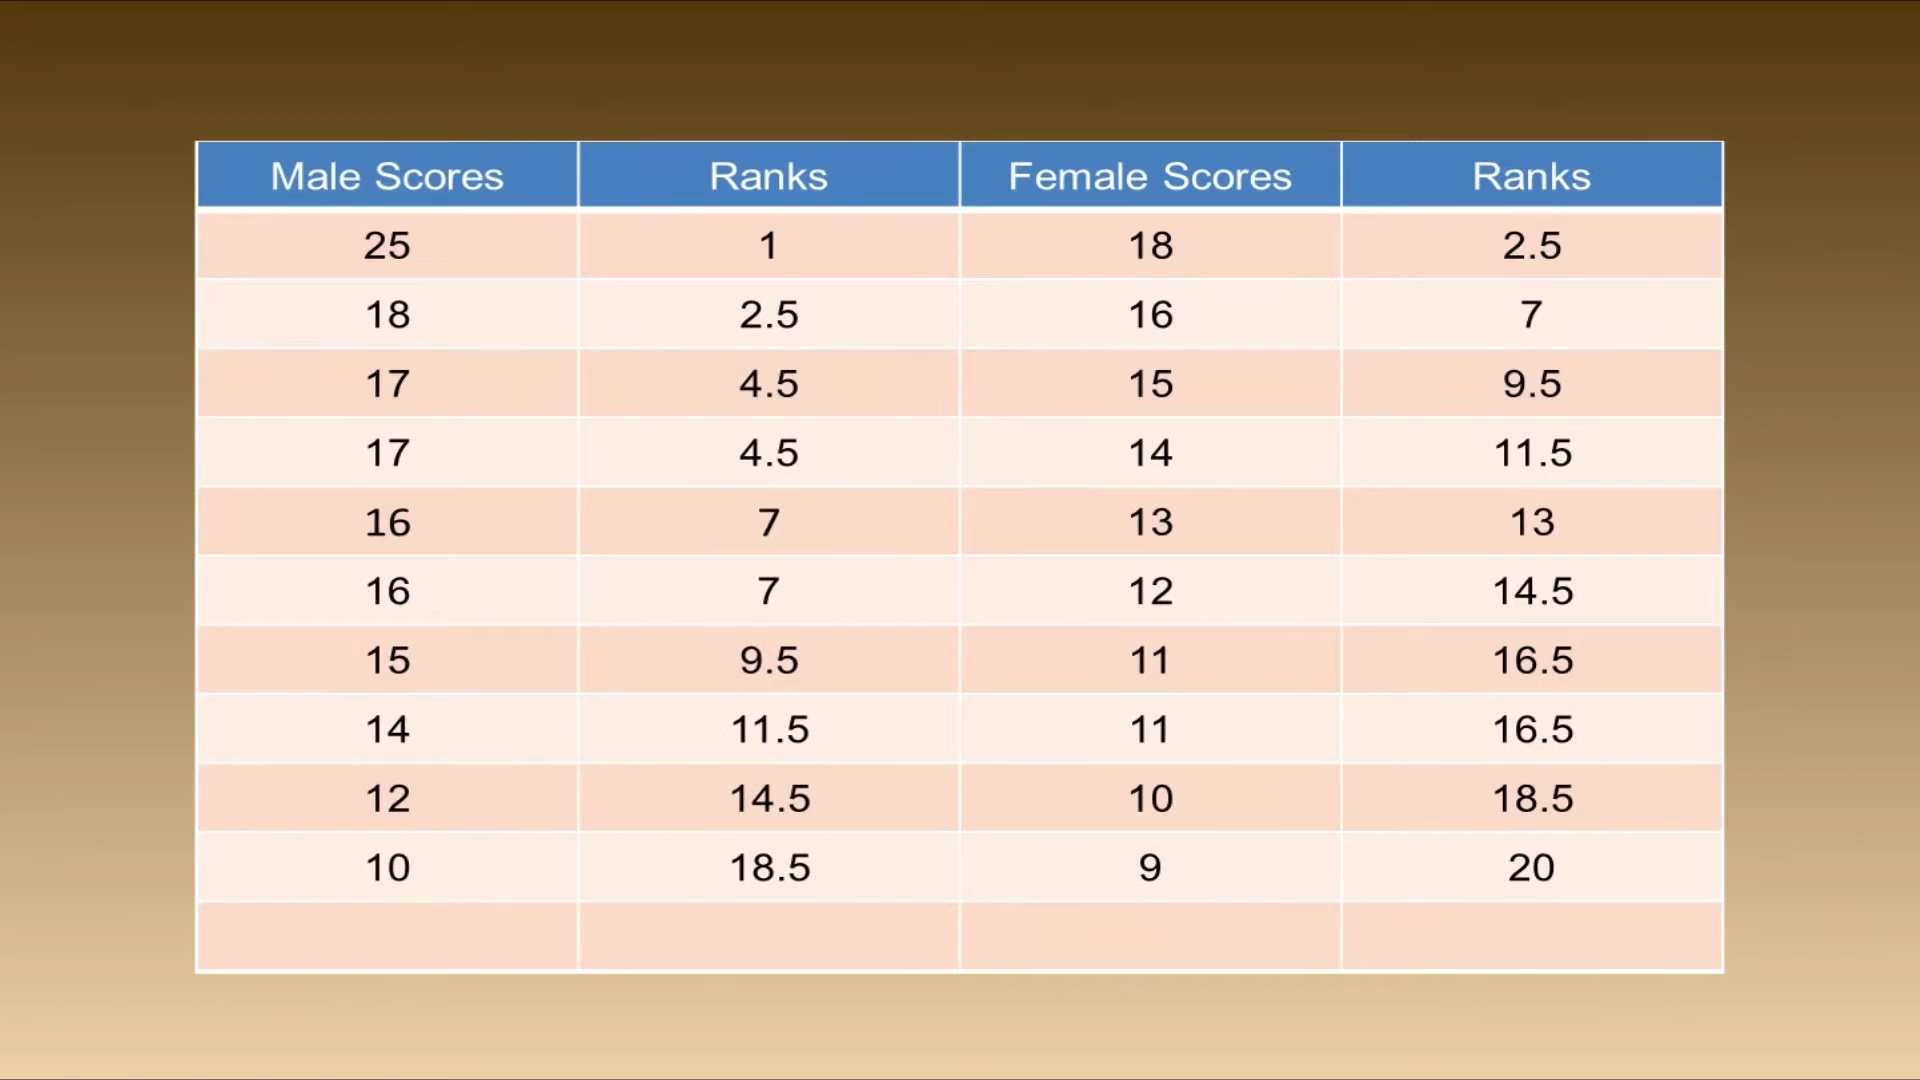 Male Scores Ranks Female Scores Ranks
25 1 18 2.5
18 2.5 16 7
17 4.5 15 9.5
17 4.5 14 11.5
16 7 13 13
16 7 12 14.5
15 9.5 11 16.5
14 11.5 11 16.5
12 14.5 10 18.5
10 18.5 9 20